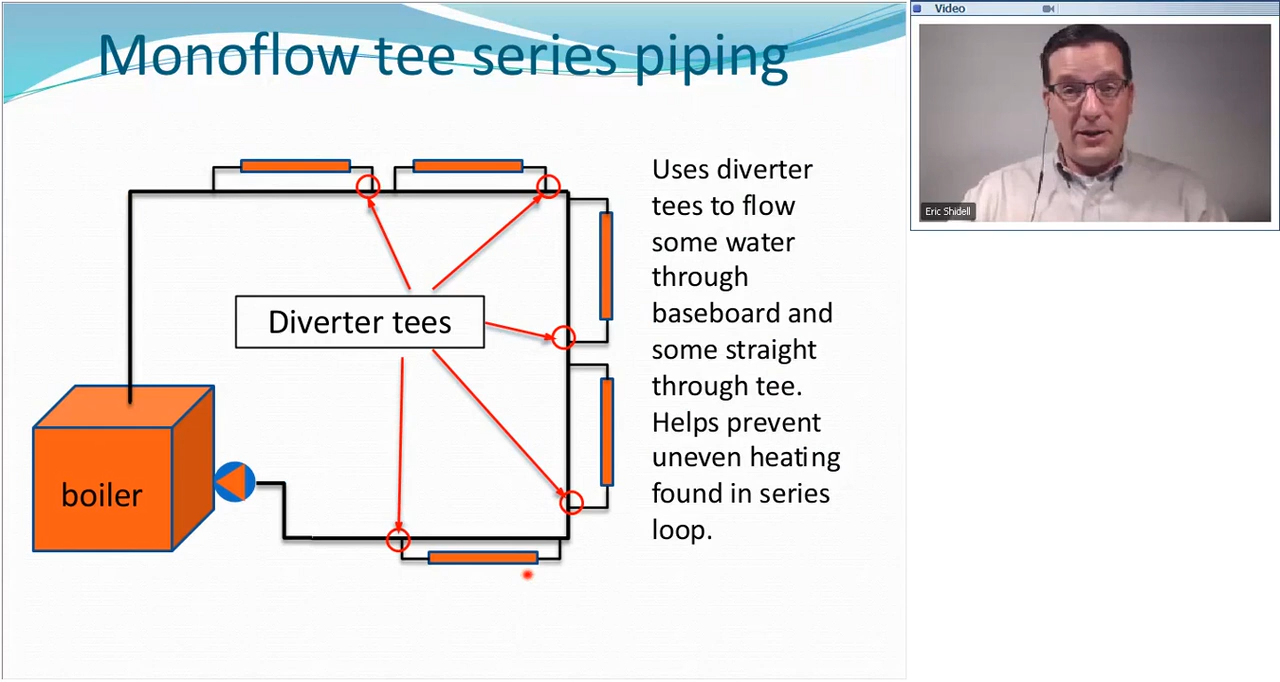 Monoflow tee series piping
Video
Uses diverter
tees to flow
some water
through
baseboard and
some straight
through tee.
Helps prevent
uneven heating
found in series
loop.
Diverter tees
boiler
Eric Shidell